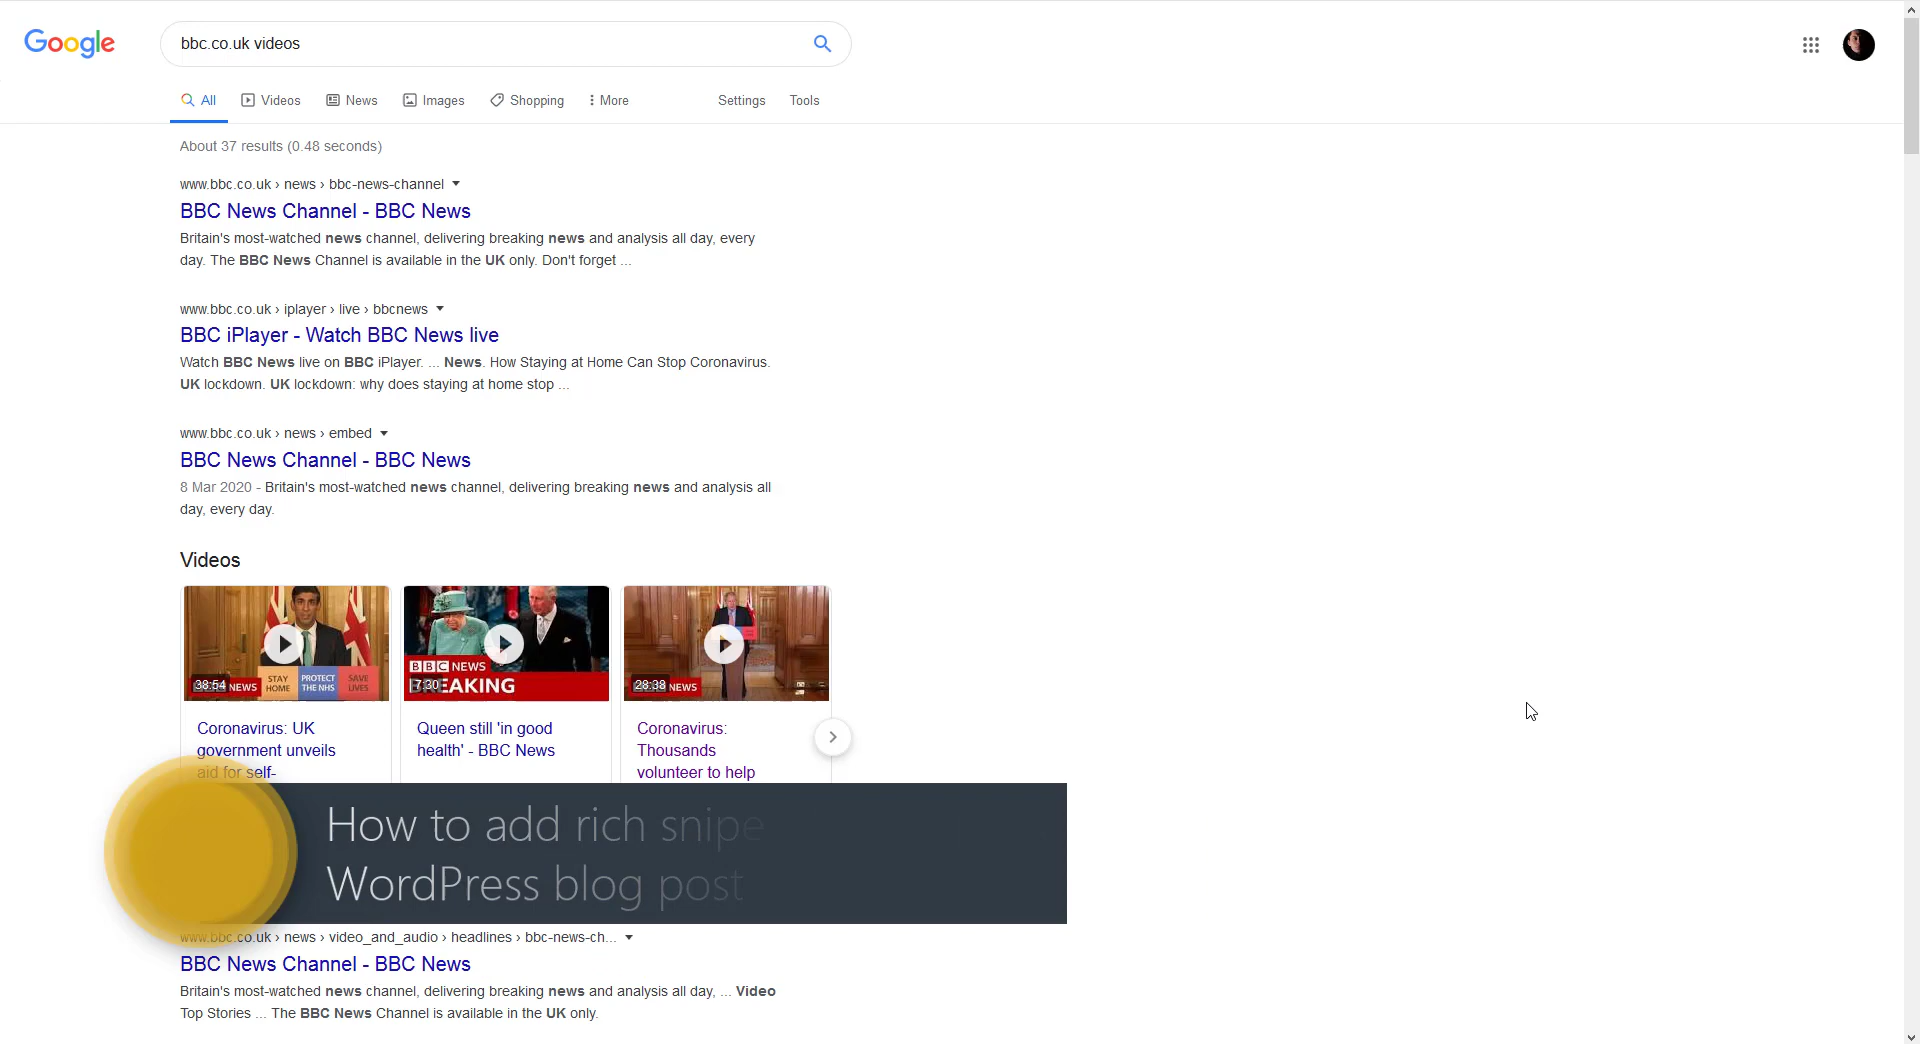 Google
bbc.co.uk videos
All Videos News Images Shopping More Settings Tools
About 37 results (0.48 seconds)
www.bbc.co.uk › news › bbc-news-channel
BBC News Channel - BBC News
Britain's most-watched news channel, delivering breaking news and analysis all day, every
day. The BBC News Channel is available in the UK only. Don't forget ...
www.bbc.co.uk › iplayer › live › bbcnews
BBC iPlayer - Watch BBC News live
Watch BBC News live on BBC iPlayer. ... News. How Staying at Home Can Stop Coronavirus.
UK lockdown. UK lockdown: why does staying at home stop ...
www.bbc.co.uk › news › embed
BBC News Channel - BBC News
8 Mar 2020 - Britain's most-watched news channel, delivering breaking news and analysis all
day, every day.
Videos
STAY HOME PROTECT THE NHS SAVE LIVES
38:54 NEWS
BBC NEWS
7:30 BREAKING
28:38 NEWS
Coronavirus: UK
government unveils
aid for self-
Queen still 'in good
health' - BBC News
Coronavirus:
Thousands
volunteer to help
How to add rich snipe
WordPress blog post
www.bbc.co.uk › news › video_and_audio › headlines › bbc-news-ch...
BBC News Channel - BBC News
Britain's most-watched news channel, delivering breaking news and analysis all day, ... Video
Top Stories ... The BBC News Channel is available in the UK only.